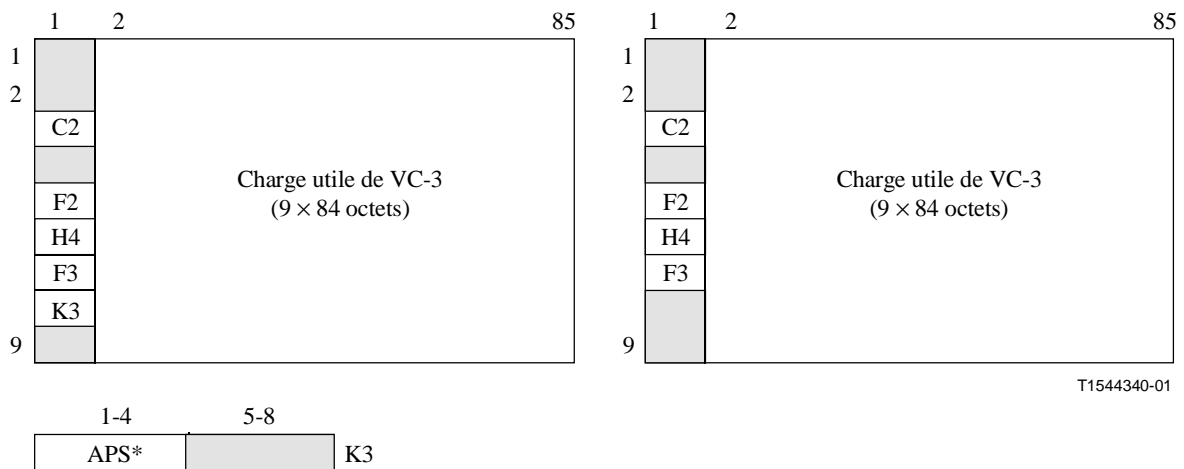 1 2 85
1
2
C2
F2
H4
F3
K3
9
Charge utile de VC-3
(9 × 84 octets)
1 2 85
1
2
C2
F2
H4
F3
9
Charge utile de VC-3
(9 × 84 octets)
T1544340-01
1-4 5-8
APS* K3